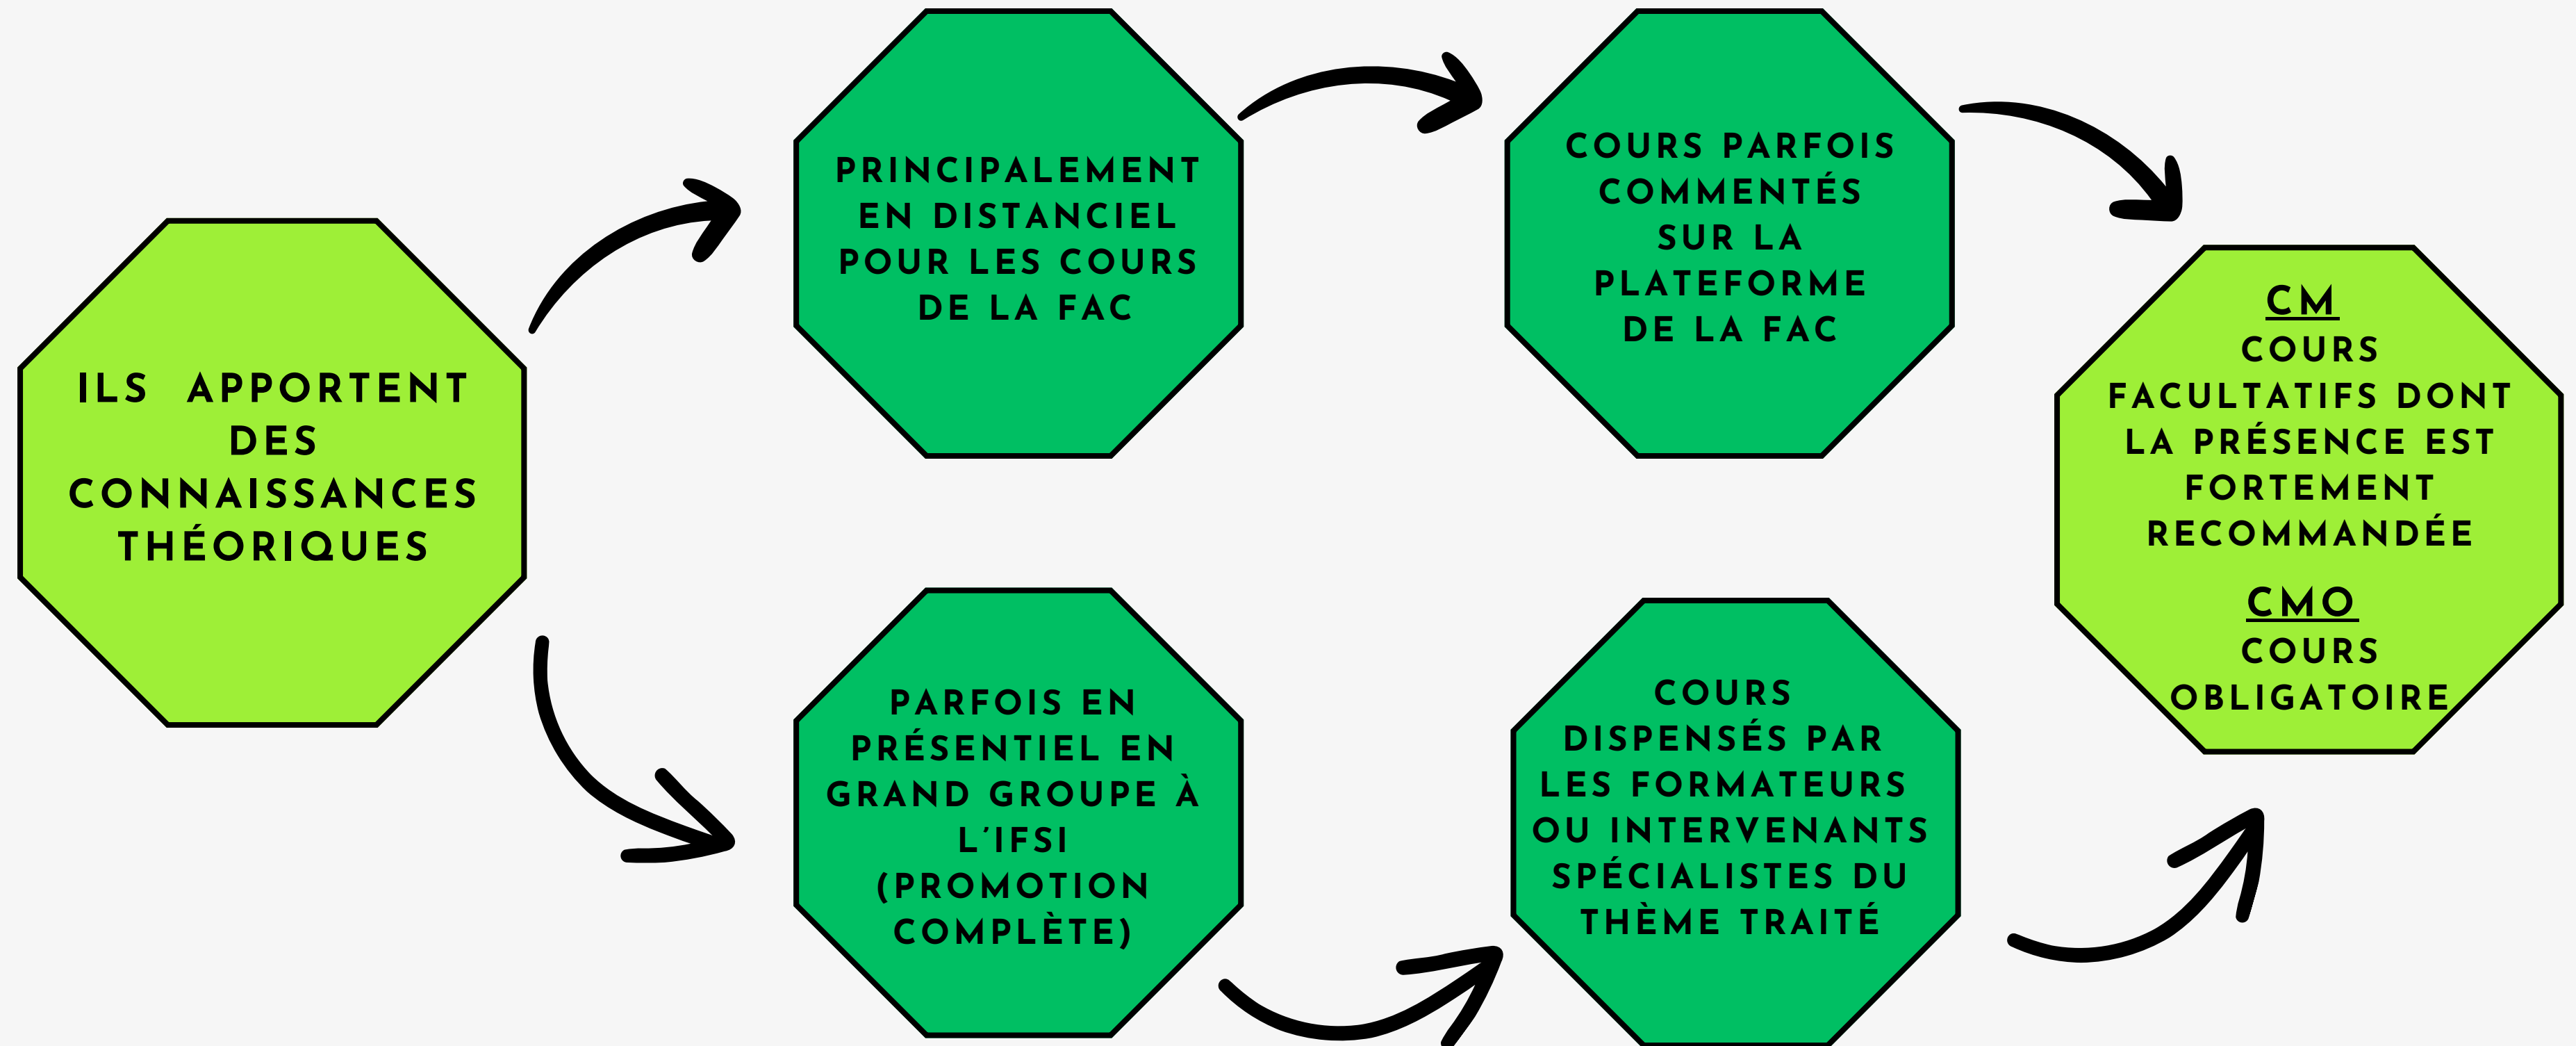 ILS APPORTENT
DES
CONNAISSANCES
THÉORIQUES
PRINCIPALEMENT
EN DISTANCIEL
POUR LES COURS
DE LA FAC
COURS PARFOIS
COMMENTÉS
SUR LA
PLATEFORME
DE LA FAC
PARFOIS EN
PRÉSENTIEL EN
GRAND GROUPE À
L'IFSI
(PROMOTION
COMPLÈTE)
COURS
DISPENSÉS PAR
LES FORMATEURS
OU INTERVENANTS
SPÉCIALISTES DU
THÈME TRAITÉ
CM
COURS
FACULTATIFS DONT
LA PRÉSENCE EST
FORTEMENT
RECOMMANDÉE
CMO
COURS
OBLIGATOIRE